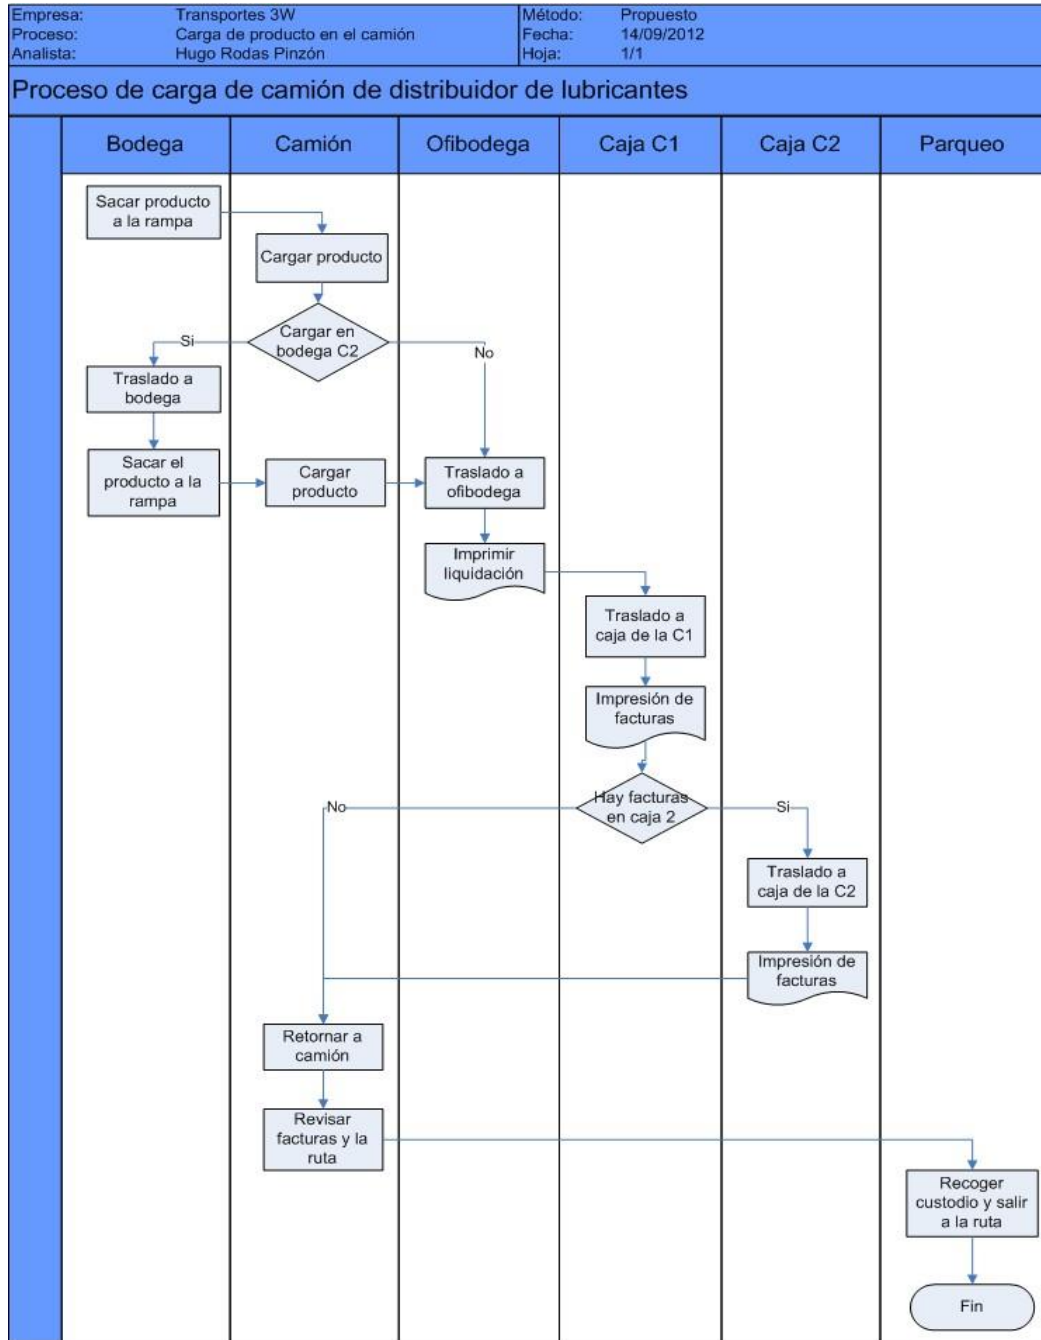 Empresa: Transportes 3W Método: Propuesto
Proceso: Carga de producto en el camión Fecha: 14/09/2012
Analista: Hugo Rodas Pinzón Hoja: 1/1
Proceso de carga de camión de distribuidor de lubricantes
Bodega Camión Ofibodega Caja C1 Caja C2 Parqueo
Sacar producto
a la rampa
Cargar producto
Cargar en
bodega C2
Si
No
Traslado a
bodega
Sacar el
producto a la
rampa
Cargar
producto
Traslado a
ofibodega
Imprimir
liquidación
Traslado a
caja de la C1
Impresión de
facturas
Hay facturas
en caja 2
No
Si
Traslado a
caja de la C2
Impresión de
facturas
Retornar a
camión
Revisar
facturas y la
ruta
Recoger
custodio y salir
a la ruta
Fin